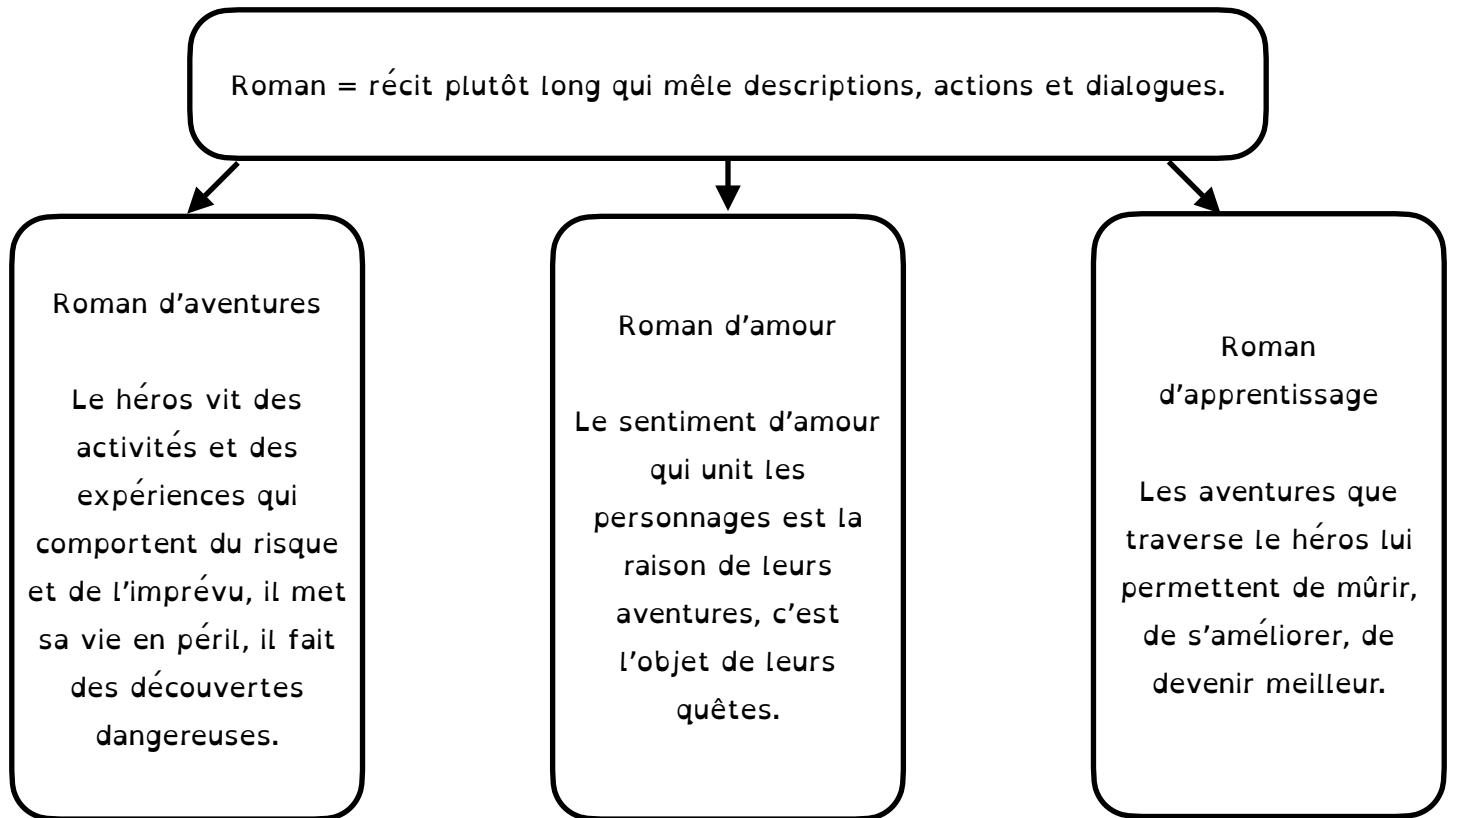 Roman = récit plutôt long qui mêle descriptions, actions et dialogues.
Roman d’aventures
Le héros vit des
activités et des
expériences qui
comportent du risque
et de l’imprévu, il met
sa vie en péril, il fait
des découvertes
dangereuses.
Roman d’amour
Le sentiment d’amour
qui unit les
personnages est la
raison de leurs
aventures, c’est
l’objet de leurs
quêtes.
Roman
d’apprentissage
Les aventures que
traverse le héros lui
permettent de mûrir,
de s’améliorer, de
devenir meilleur.